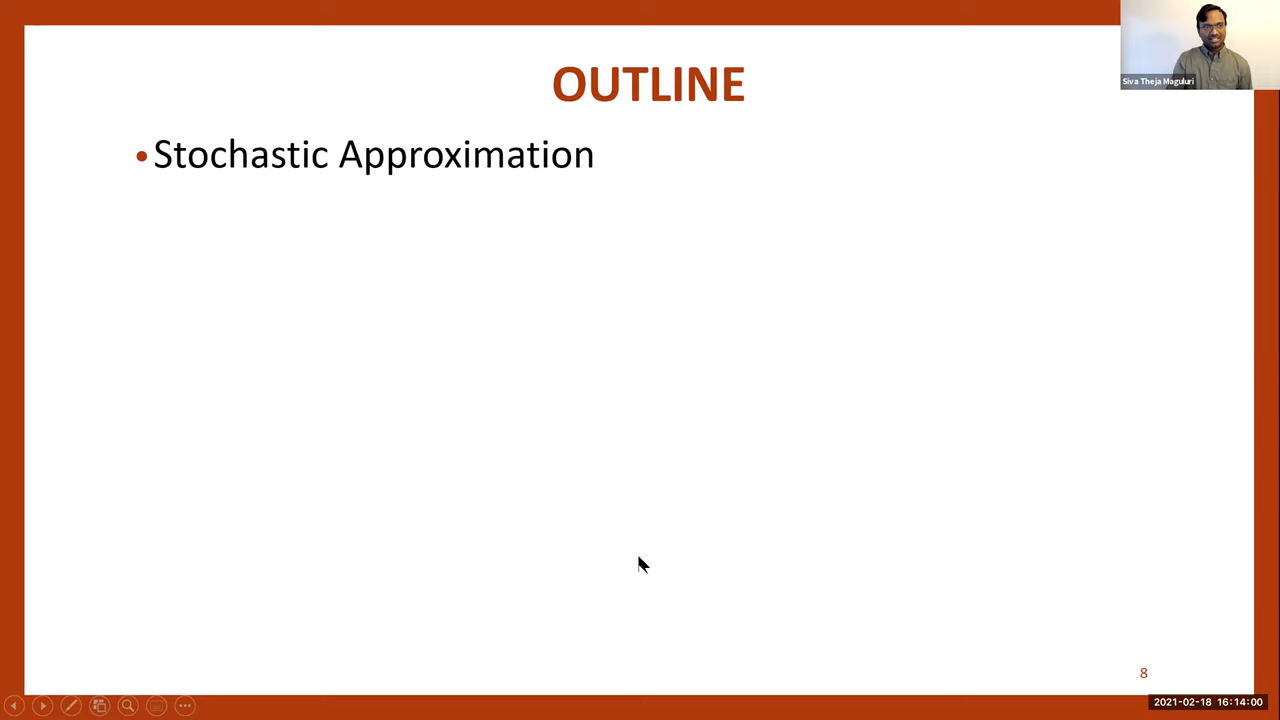 OUTLINE
Siva Theja Maguluri
•Stochastic Approximation
8
2021-02-18 16:14:00